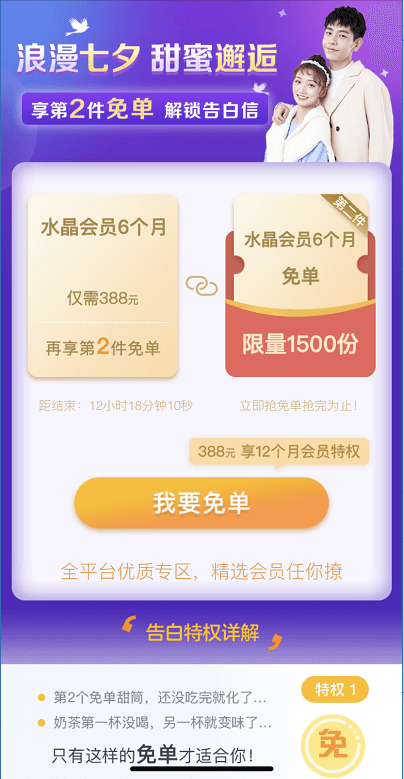 浪漫七夕 甜蜜邂逅
享第2件免单 解锁告白信
水晶会员6个月
仅需388元
再享第2件免单
第二件
水晶会员6个月
免单
限量1500份
距结束：12小时18分钟10秒
立即抢免单抢完为止！
388元 享12个月会员特权
我要免单
全平台优质专区，精选会员任你撩
告白特权详解
特权 1
第2个免单甜筒，还没吃完就化了...
奶茶第一杯没喝，另一杯就变味了...
只有这样的免单才适合你！
免